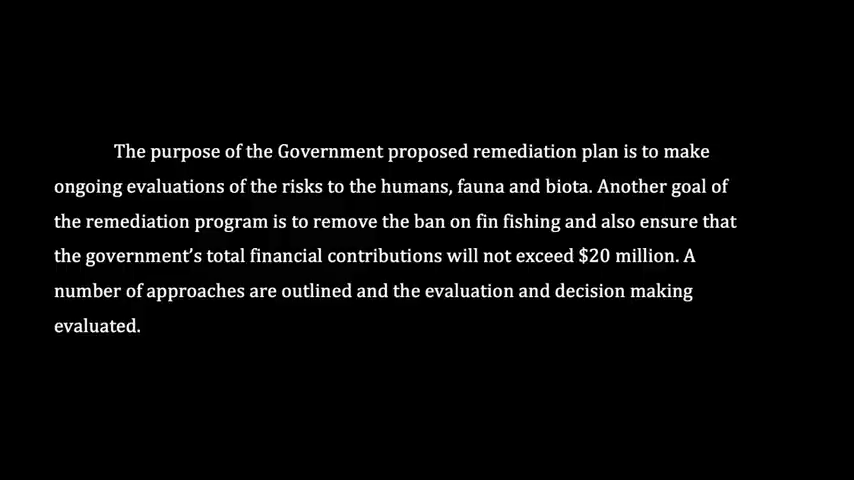 The purpose of the Government proposed remediation plan is to make
ongoing evaluations of the risks to the humans, fauna and biota. Another goal of
the remediation program is to remove the ban on fin fishing and also ensure that
the government’s total financial contributions will not exceed $20 million. A
number of approaches are outlined and the evaluation and decision making
evaluated.